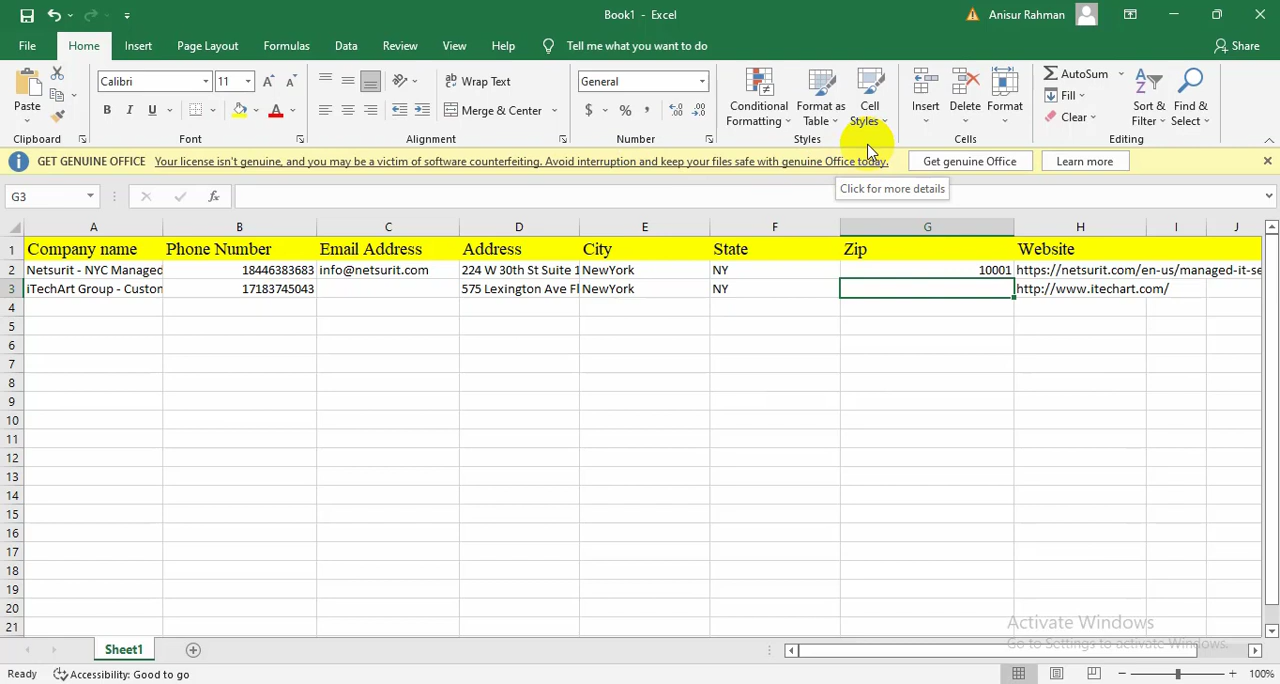 Book1 - Excel
Anisur Rahman
File Home Insert Page Layout Formulas Data Review View Help Tell me what you want to do Share
Paste
Clipboard
Calibri 11
B I U A
Font
Wrap Text
Merge & Center
Alignment
General
$ % ,
Number
Conditional Formatting
Format as Table
Cell Styles
Styles
Insert Delete Format
Cells
AutoSum
Fill
Clear
Sort & Filter
Find & Select
Editing
GET GENUINE OFFICE Your license isn't genuine, and you may be a victim of software counterfeiting. Avoid interruption and keep your files safe with genuine Office today. Get genuine Office Learn more
Click for more details
G3 fx
A B C D E F G H I J
1 Company name Phone Number Email Address Address City State Zip Website
2 Netsurit - NYC Managed 18446383683 info@netsurit.com 224 W 30th St Suite 1 NewYork NY 10001 https://netsurit.com/en-us/managed-it-se
3 iTechArt Group - Custon 17183745043 575 Lexington Ave Fl NewYork NY http://www.itechart.com/
4
5
6
7
8
9
10
11
12
13
14
15
16
17
18
19
20
21
Activate Windows
Go to Settings to activate Windows.
Sheet1
Ready Accessibility: Good to go 100%